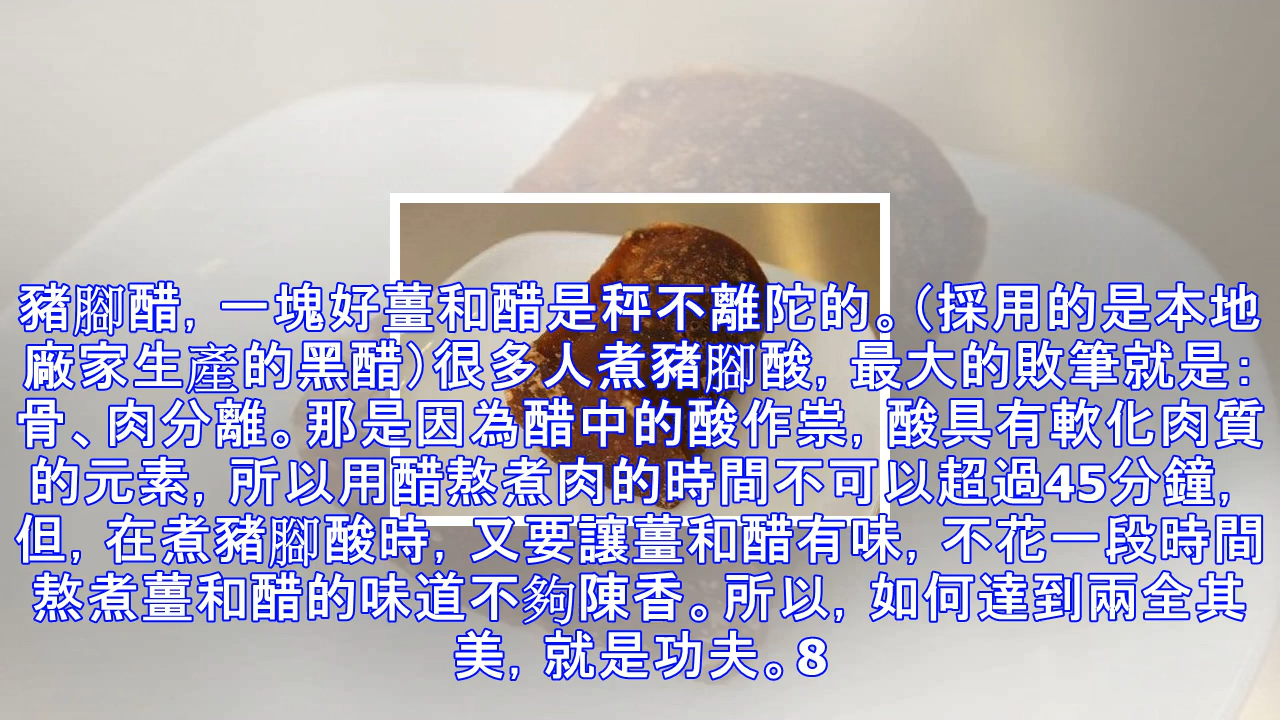 豬腳醋, 一塊好薑和醋是秤不離陀的。(採用的是本地
廠家生產的黑醋)很多人煮豬腳酸, 最大的敗筆就是:
骨、肉分離。那是因為醋中的酸作祟, 酸具有軟化肉質
的元素, 所以用醋熬煮肉的時間不可以超過45分鐘,
但, 在煮豬腳酸時, 又要讓薑和醋有味, 不花一段時間
熬煮薑和醋的味道不夠陳香。所以, 如何達到兩全其
美, 就是功夫。8